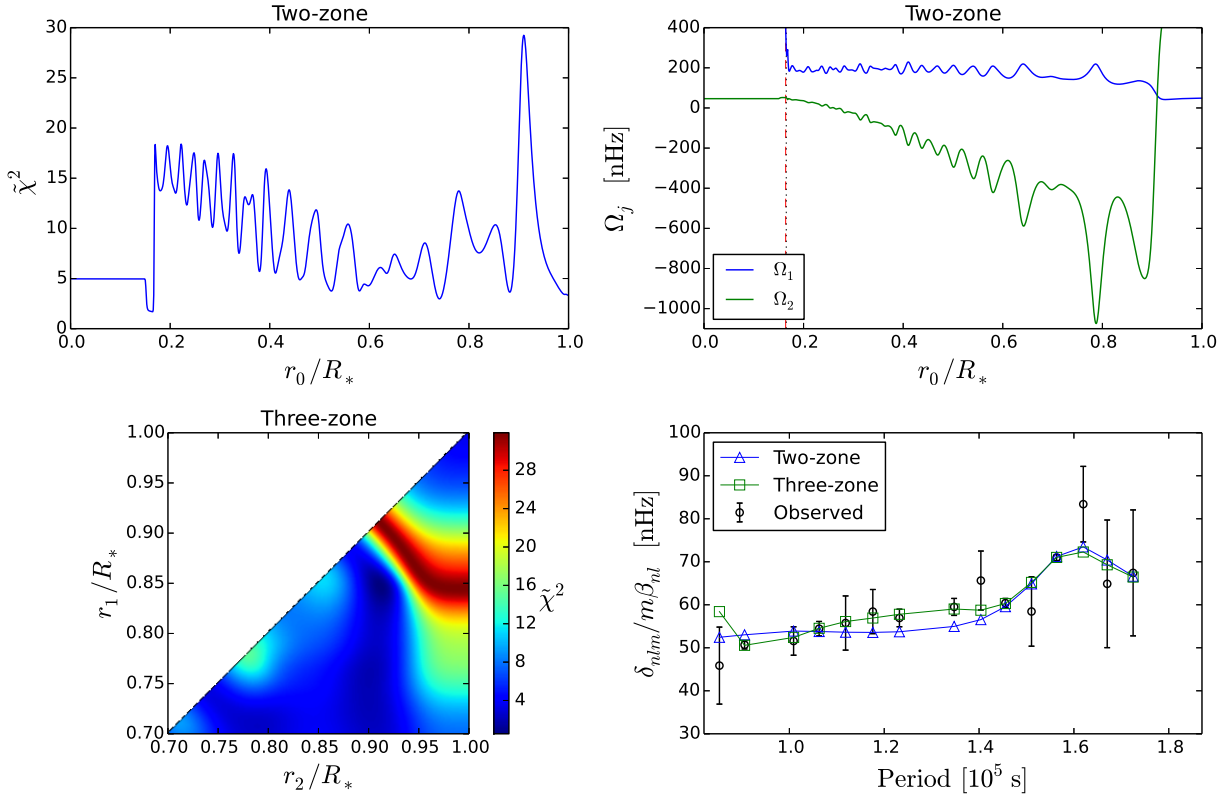 Two-zone
30
25
20
15
10
5
0
χ̃²
0.0 0.2 0.4 0.6 0.8 1.0
r₀/R∗
Two-zone
400
200
0
−200
−400
−600
−800
−1000
Ωⱼ [nHz]
Ω₁
Ω₂
0.0 0.2 0.4 0.6 0.8 1.0
r₀/R∗
Three-zone
1.00
0.95
0.90
0.85
0.80
0.75
0.70
r₁/R∗
0.70 0.75 0.80 0.85 0.90 0.95 1.00
r₂/R∗
28
24
20
16
12
8
4
χ̃²
100
90
80
70
60
50
40
30
δₙₗₘ/mβₙₗ [nHz]
Two-zone
Three-zone
Observed
1.0 1.2 1.4 1.6 1.8
Period [10⁵ s]